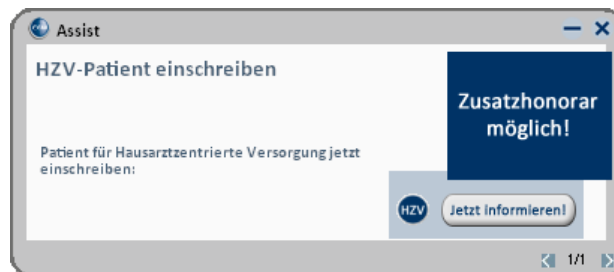 Assist
HZV-Patient einschreiben
Zusatzhonorar
möglich!
Patient für Hausarztzentrierte Versorgung jetzt
einschreiben:
HZV
Jetzt informieren!
1/1